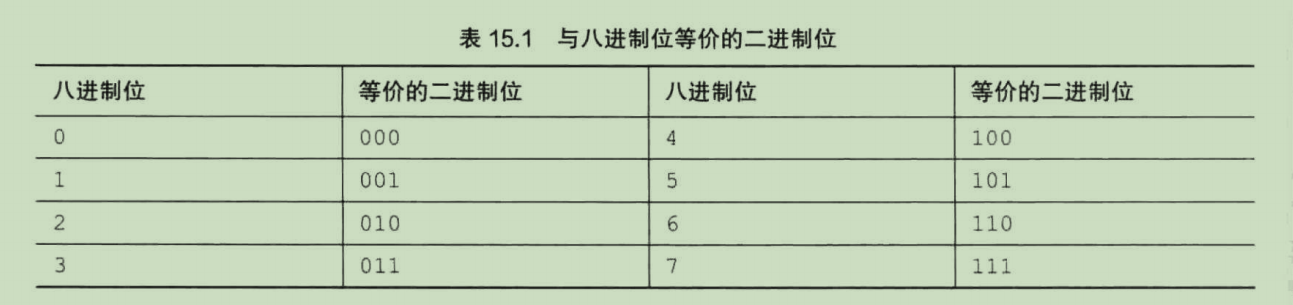 表 15.1 与八进制位等价的二进制位
八进制位 等价的二进制位 八进制位 等价的二进制位
0 000 4 100
1 001 5 101
2 010 6 110
3 011 7 111